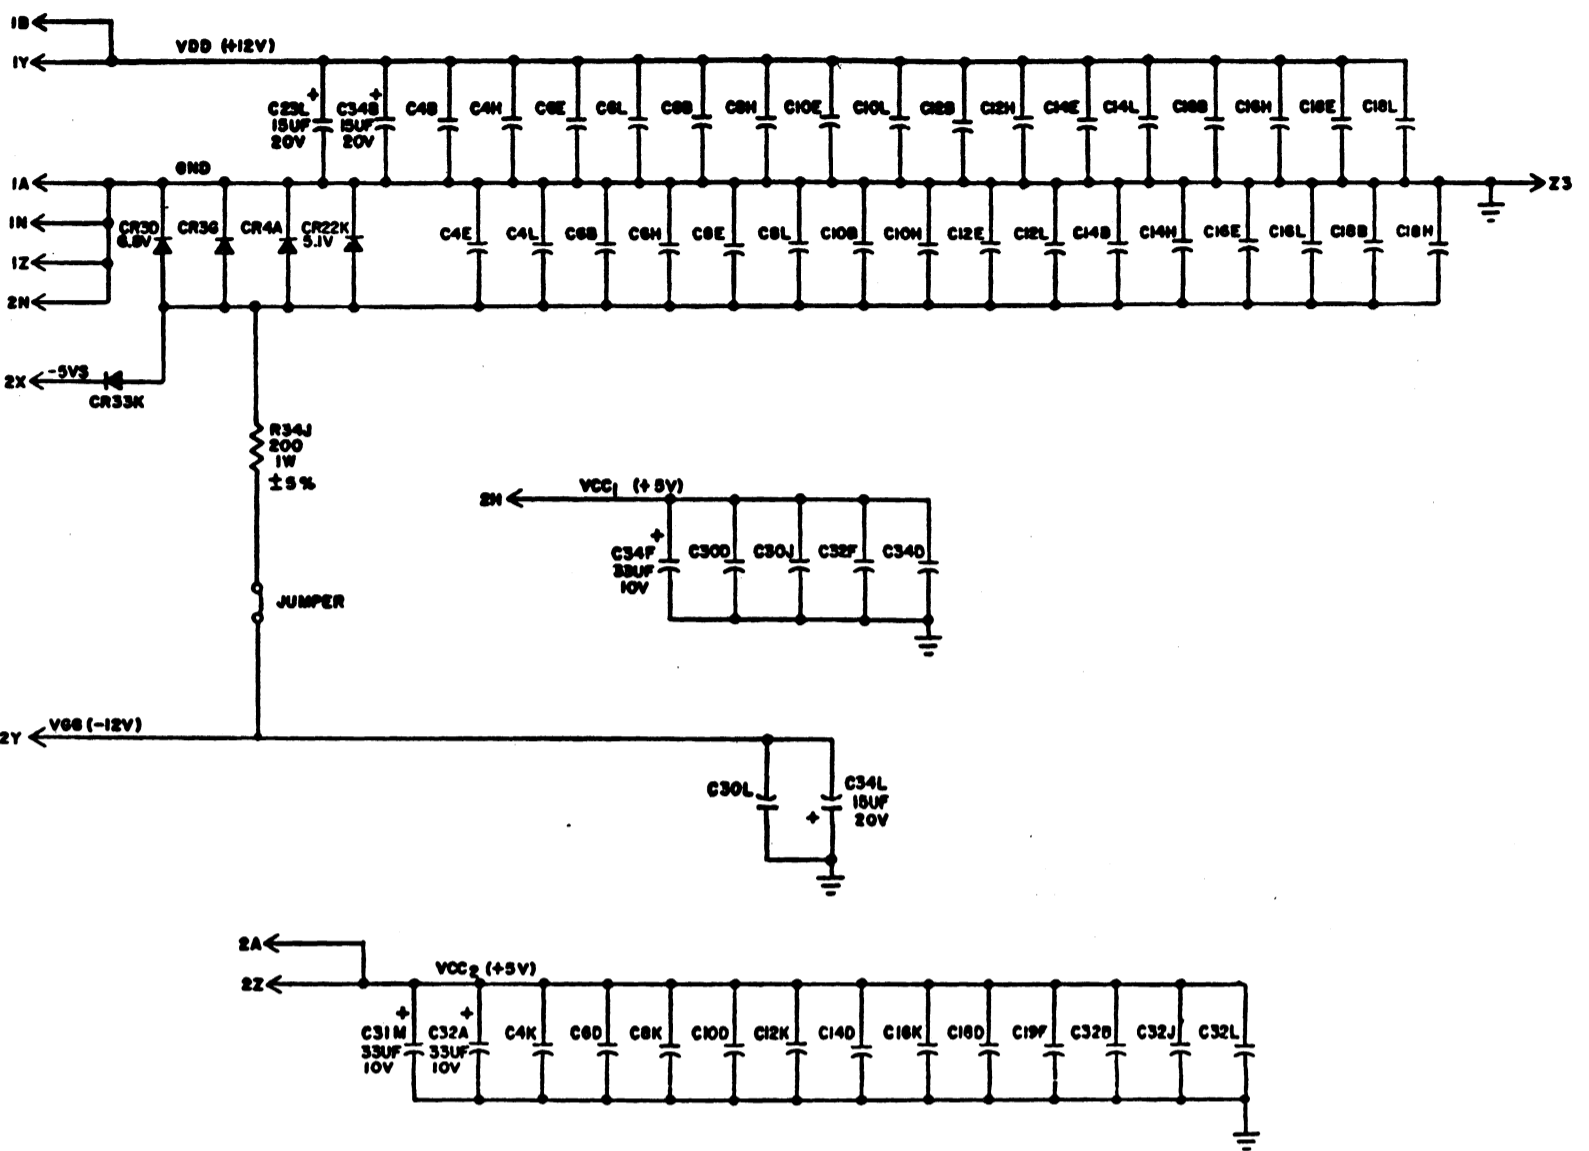 1B
1Y
VDD (+12V)
C23L
15UF
20V
+
C34B
15UF
20V
+
C4B
C4H
C6E
C6L
C8B
C8H
C10E
C10L
C12B
C12H
C14E
C14L
C16B
C16H
C18E
C18L
1A
GND
Z3
1N
1Z
2N
CR3D
6.8V
CR3G
CR4A
CR22K
5.1V
C4E
C4L
C6B
C6H
C8E
C8L
C10B
C10H
C12E
C12L
C14B
C14H
C16E
C16L
C18B
C18H
2X
-5VS
CR33K
R34J
200
1W
±5%
JUMPER
2H
VCC1 (+5V)
+
C34F
33UF
10V
C30D
C30J
C32F
C34D
2Y
VGG (-12V)
C30L
C34L
15UF
20V
+
2A
2Z
VCC2 (+5V)
+
C31M
33UF
10V
+
C32A
33UF
10V
C4K
C6D
C8K
C10D
C12K
C14D
C16K
C18D
C19F
C32B
C32J
C32L